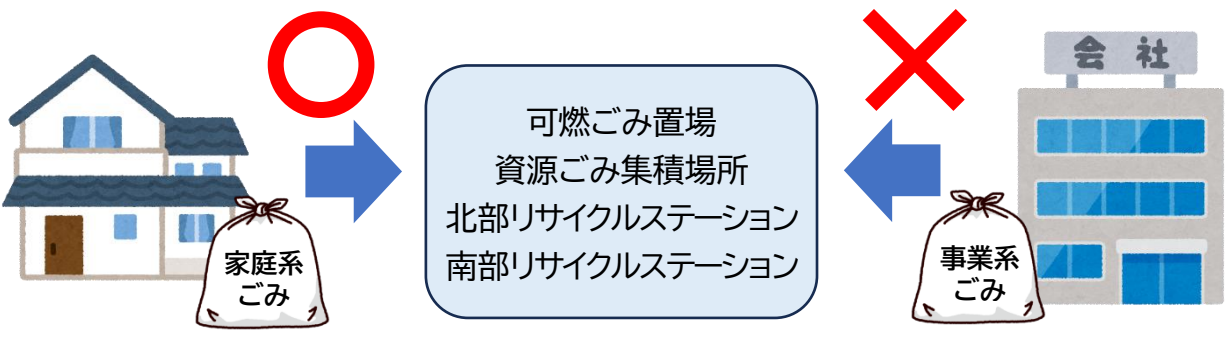 会社
可燃ごみ置場
資源ごみ集積場所
北部リサイクルステーション
南部リサイクルステーション
家庭系
ごみ
事業系
ごみ